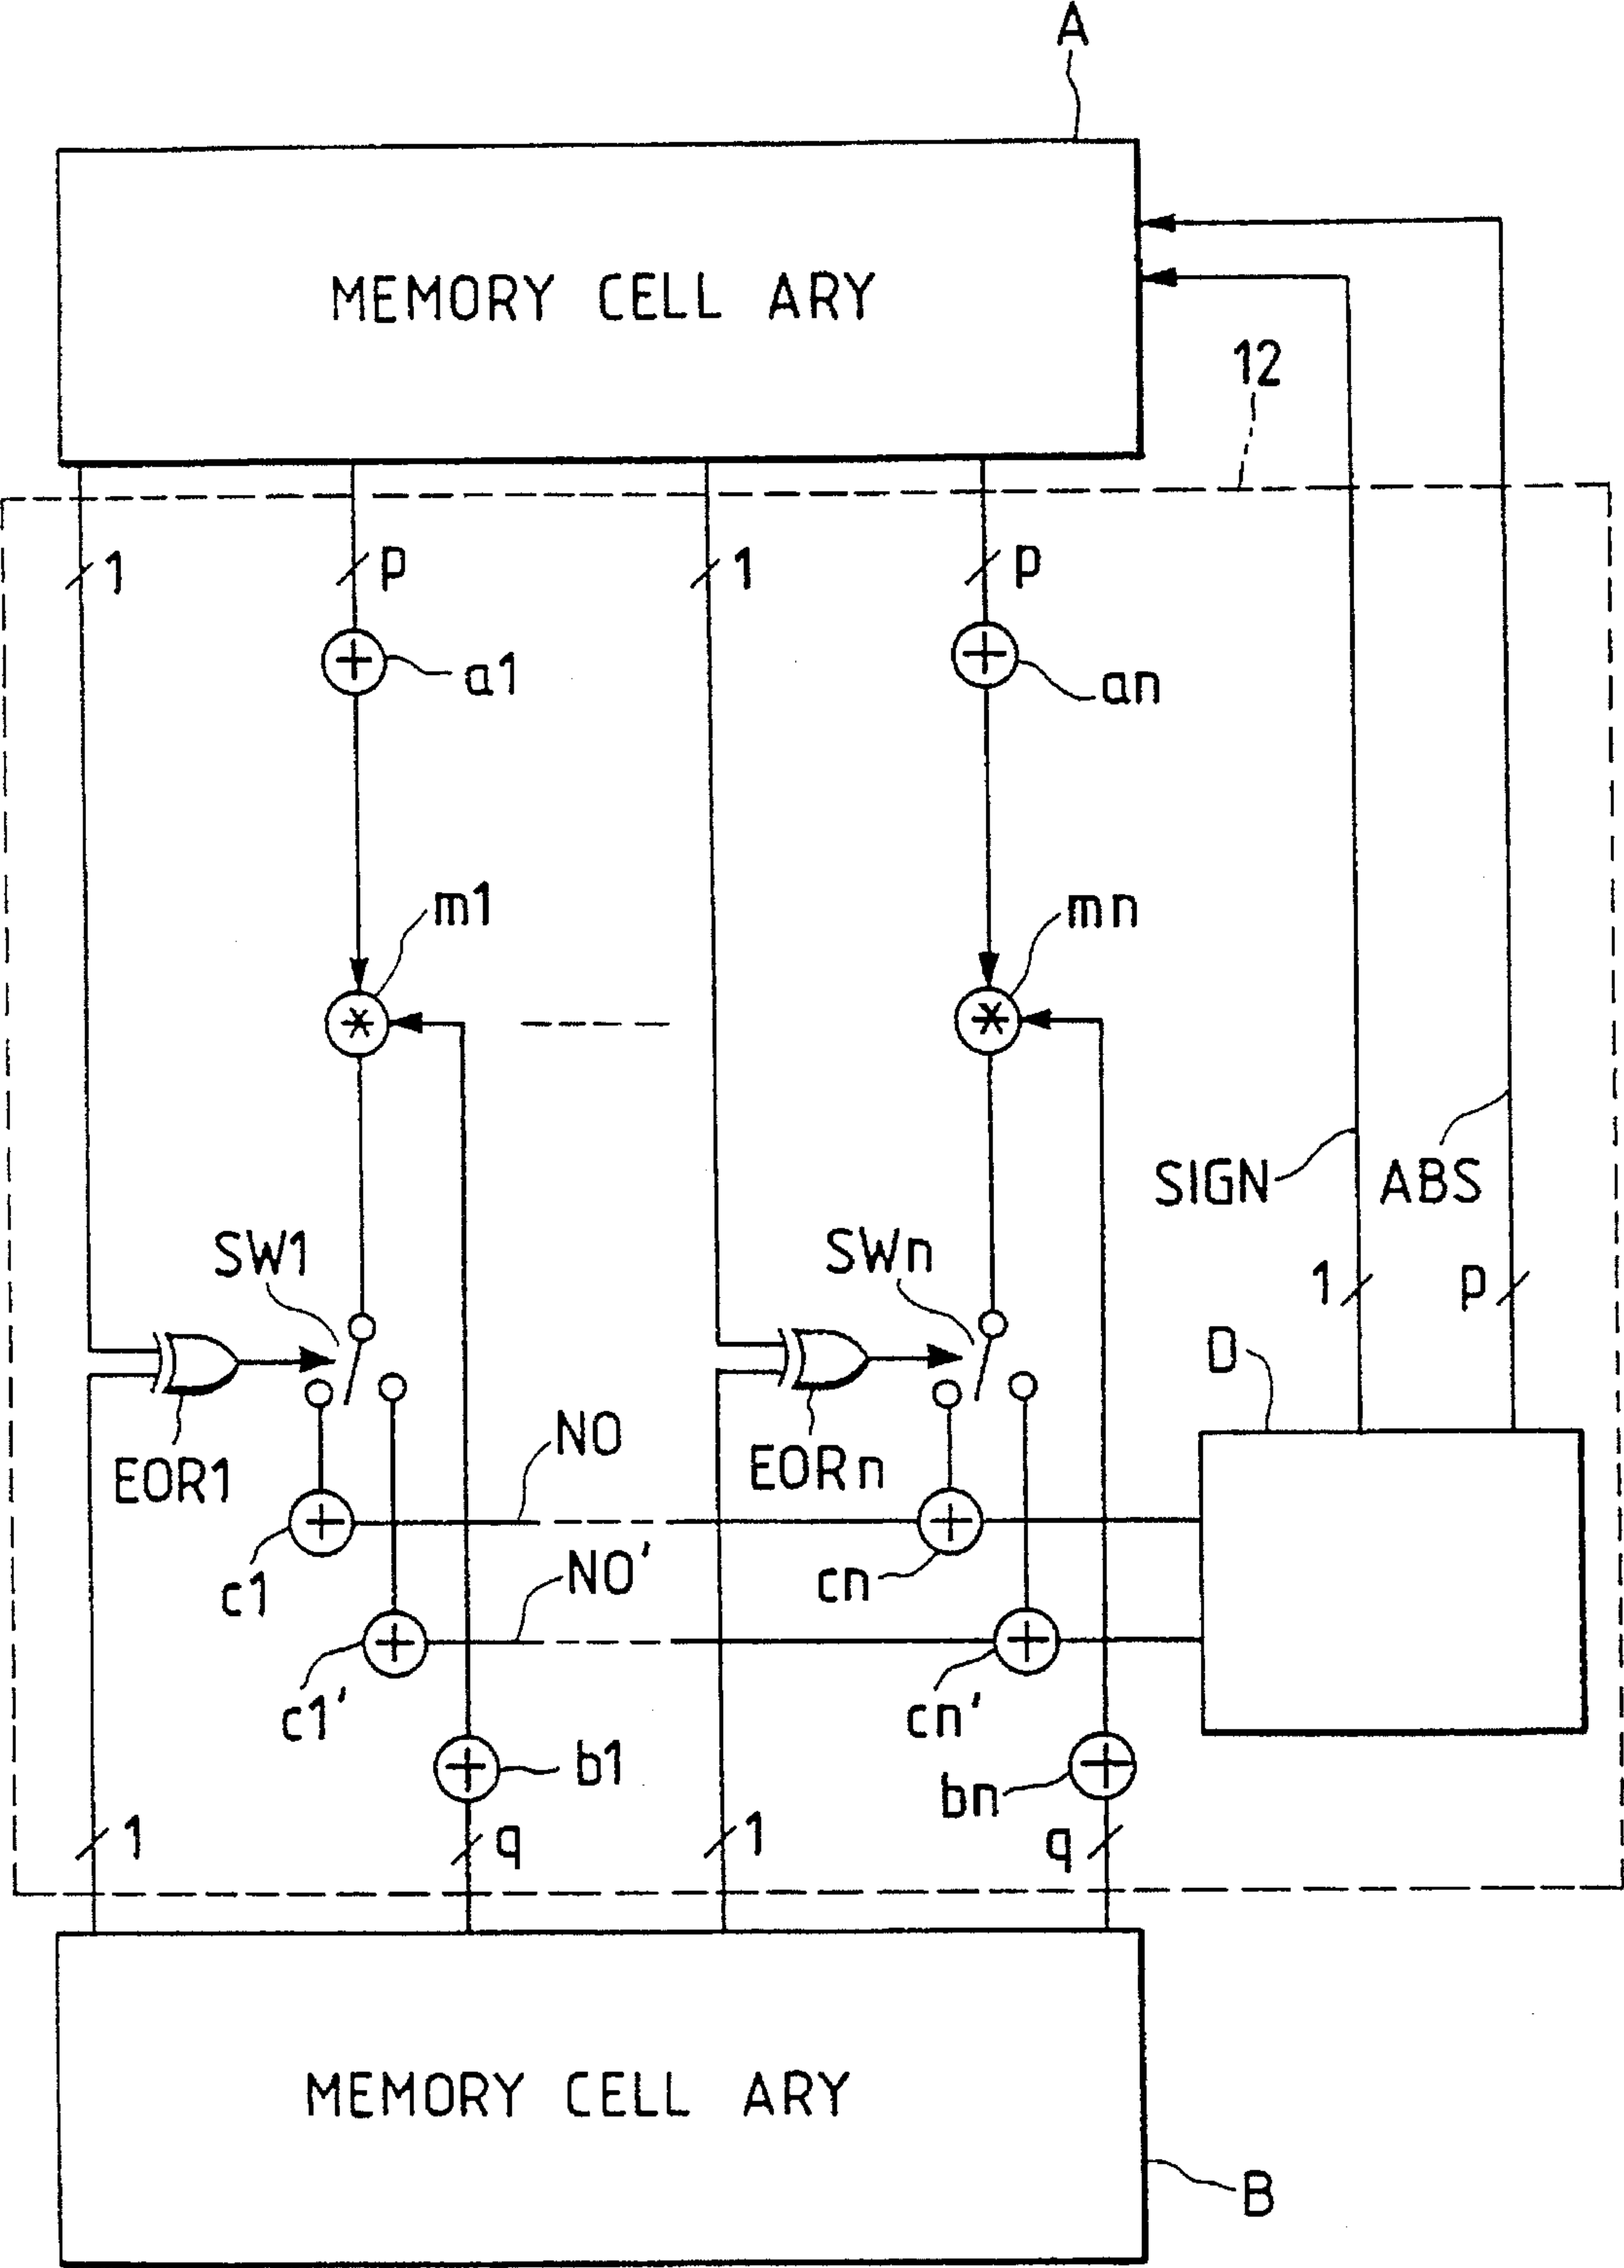 A
MEMORY CELL ARY
12
1
p
1
p
a1
an
m1
mn
SIGN
ABS
SW1
SWn
1
p
D
EOR1
NO
EORn
c1
NO'
cn
c1'
cn'
b1
bn
1
q
1
q
MEMORY CELL ARY
B